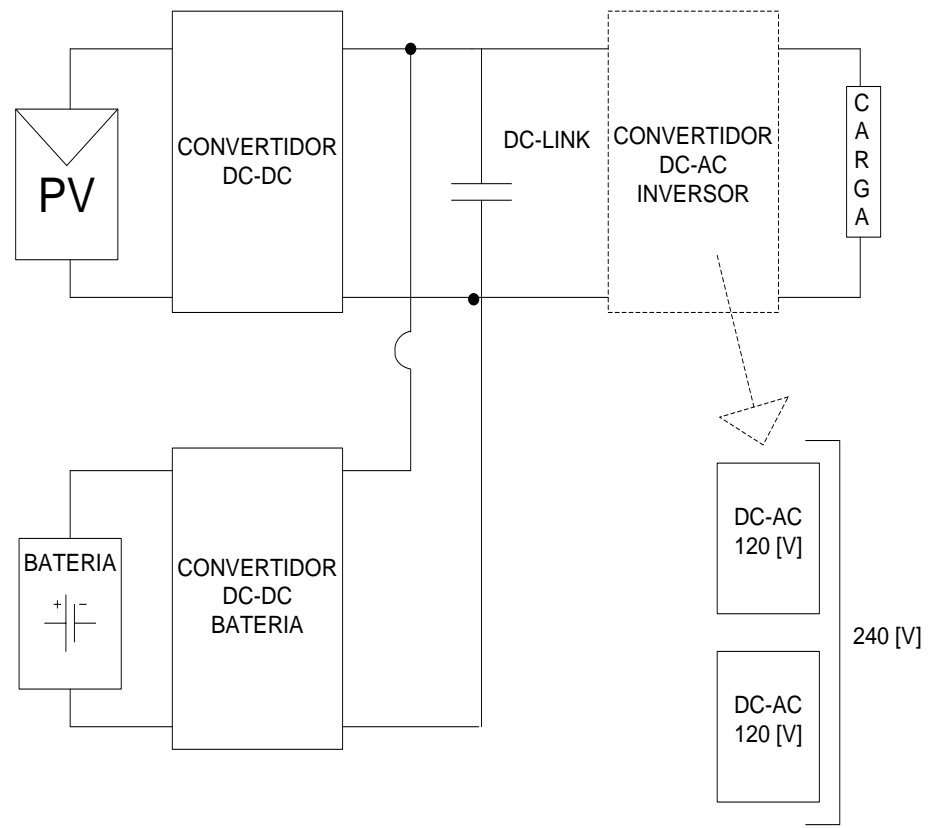 PV
CONVERTIDOR
DC-DC
DC-LINK
CONVERTIDOR
DC-AC
INVERSOR
C
A
R
G
A
BATERIA
+ -
CONVERTIDOR
DC-DC
BATERIA
DC-AC
120 [V]
DC-AC
120 [V]
240 [V]